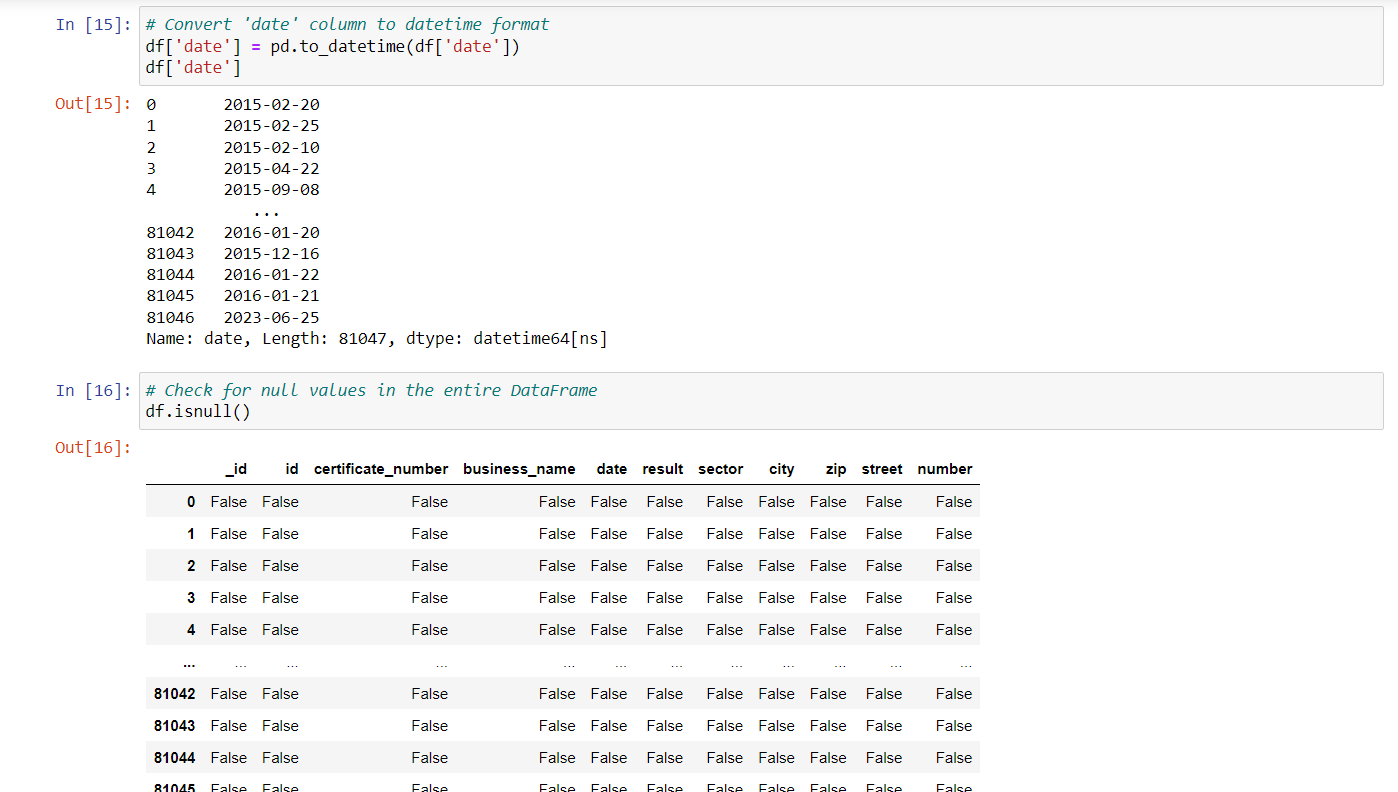 In [15]: # Convert 'date' column to datetime format
df['date'] = pd.to_datetime(df['date'])
df['date']
Out[15]: 0 2015-02-20
1 2015-02-25
2 2015-02-10
3 2015-04-22
4 2015-09-08
...
81042 2016-01-20
81043 2015-12-16
81044 2016-01-22
81045 2016-01-21
81046 2023-06-25
Name: date, Length: 81047, dtype: datetime64[ns]
In [16]: # Check for null values in the entire DataFrame
df.isnull()
Out[16]:
_id id certificate_number business_name date result sector city zip street number
0 False False False False False False False False False False False
1 False False False False False False False False False False False
2 False False False False False False False False False False False
3 False False False False False False False False False False False
4 False False False False False False False False False False False
... ... ... ... ... ... ... ... ... ... ... ...
81042 False False False False False False False False False False False
81043 False False False False False False False False False False False
81044 False False False False False False False False False False False
81045 False False False False False False False False False False False